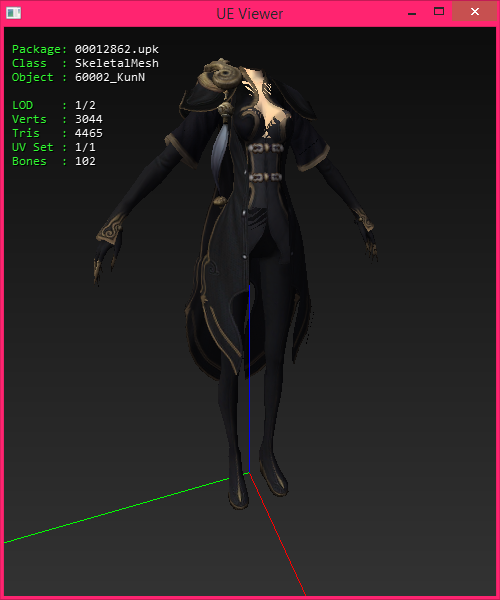 UE Viewer
Package: 00012862.upk
Class : SkeletalMesh
Object : 60002_KunN
LOD : 1/2
Verts : 3044
Tris : 4465
UV Set : 1/1
Bones : 102